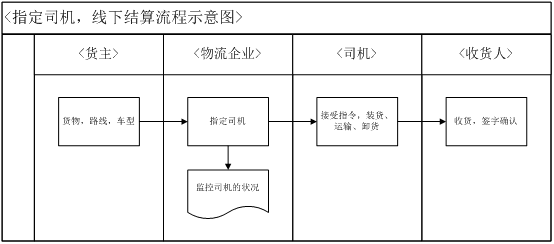 <指定司机，线下结算流程示意图>
<货主>
<物流企业>
<司机>
<收货人>
货物，路线，车型
指定司机
接受指令，装货、
运输、卸货
收货，签字确认
监控司机的状况